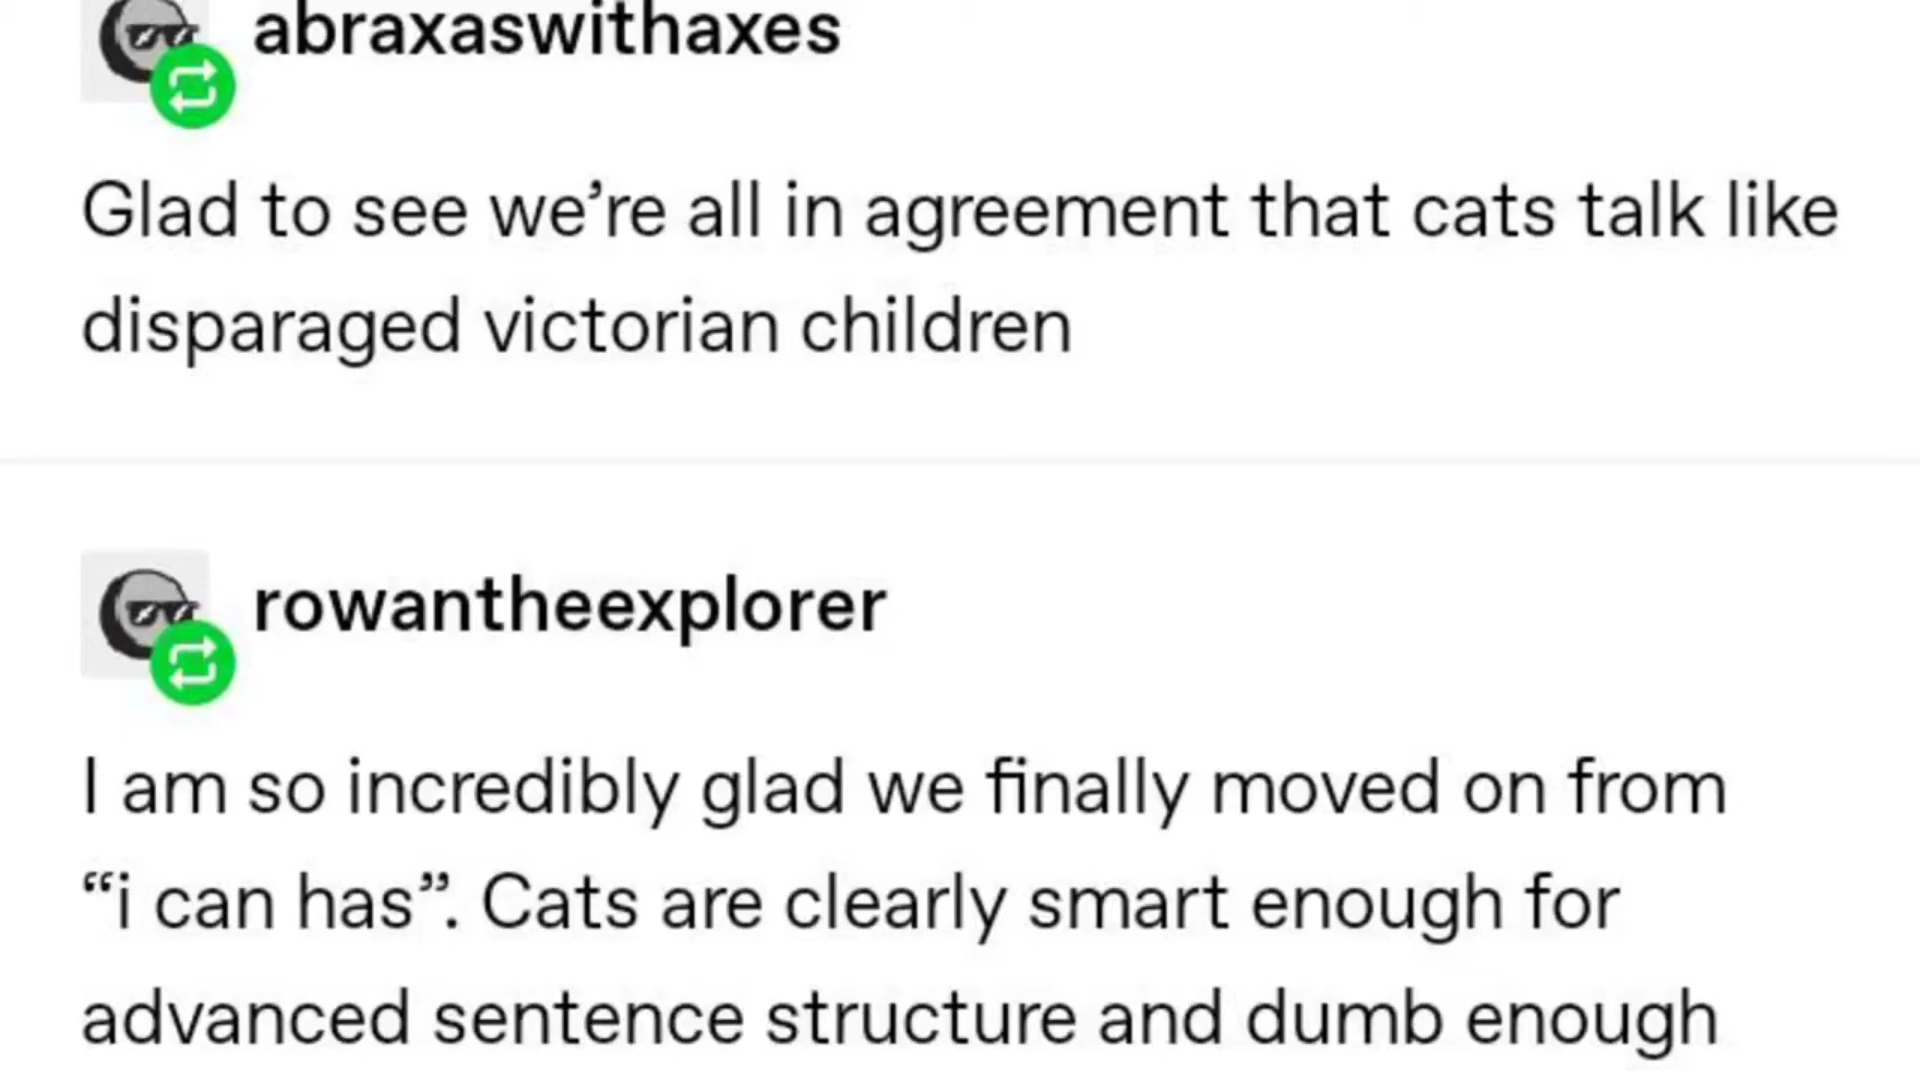 abraxaswithaxes
Glad to see we’re all in agreement that cats talk like
disparaged victorian children
rowantheexplorer
I am so incredibly glad we finally moved on from
“i can has”. Cats are clearly smart enough for
advanced sentence structure and dumb enough